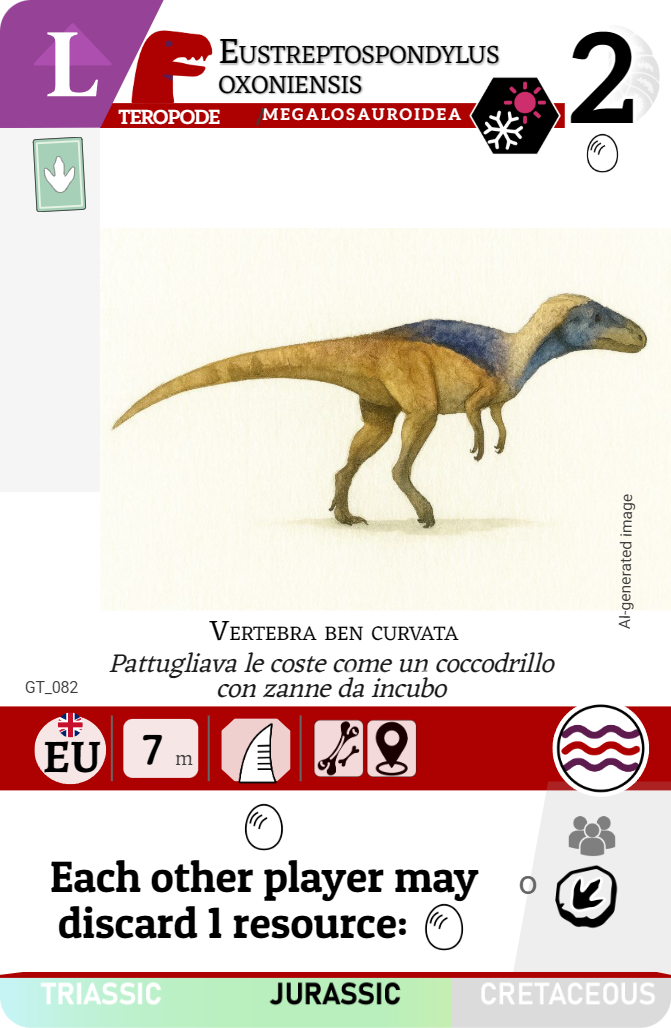 L
EUSTREPTOSPONDYLUS
OXONIENSIS
2
TEROPODE
MEGALOSAUROIDEA
AI-generated image
VERTEBRA BEN CURVATA
Pattugliava le coste come un coccodrillo
con zanne da incubo
GT_082
EU
7 m
Each other player may
discard 1 resource:
O
TRIASSIC JURASSIC CRETACEOUS